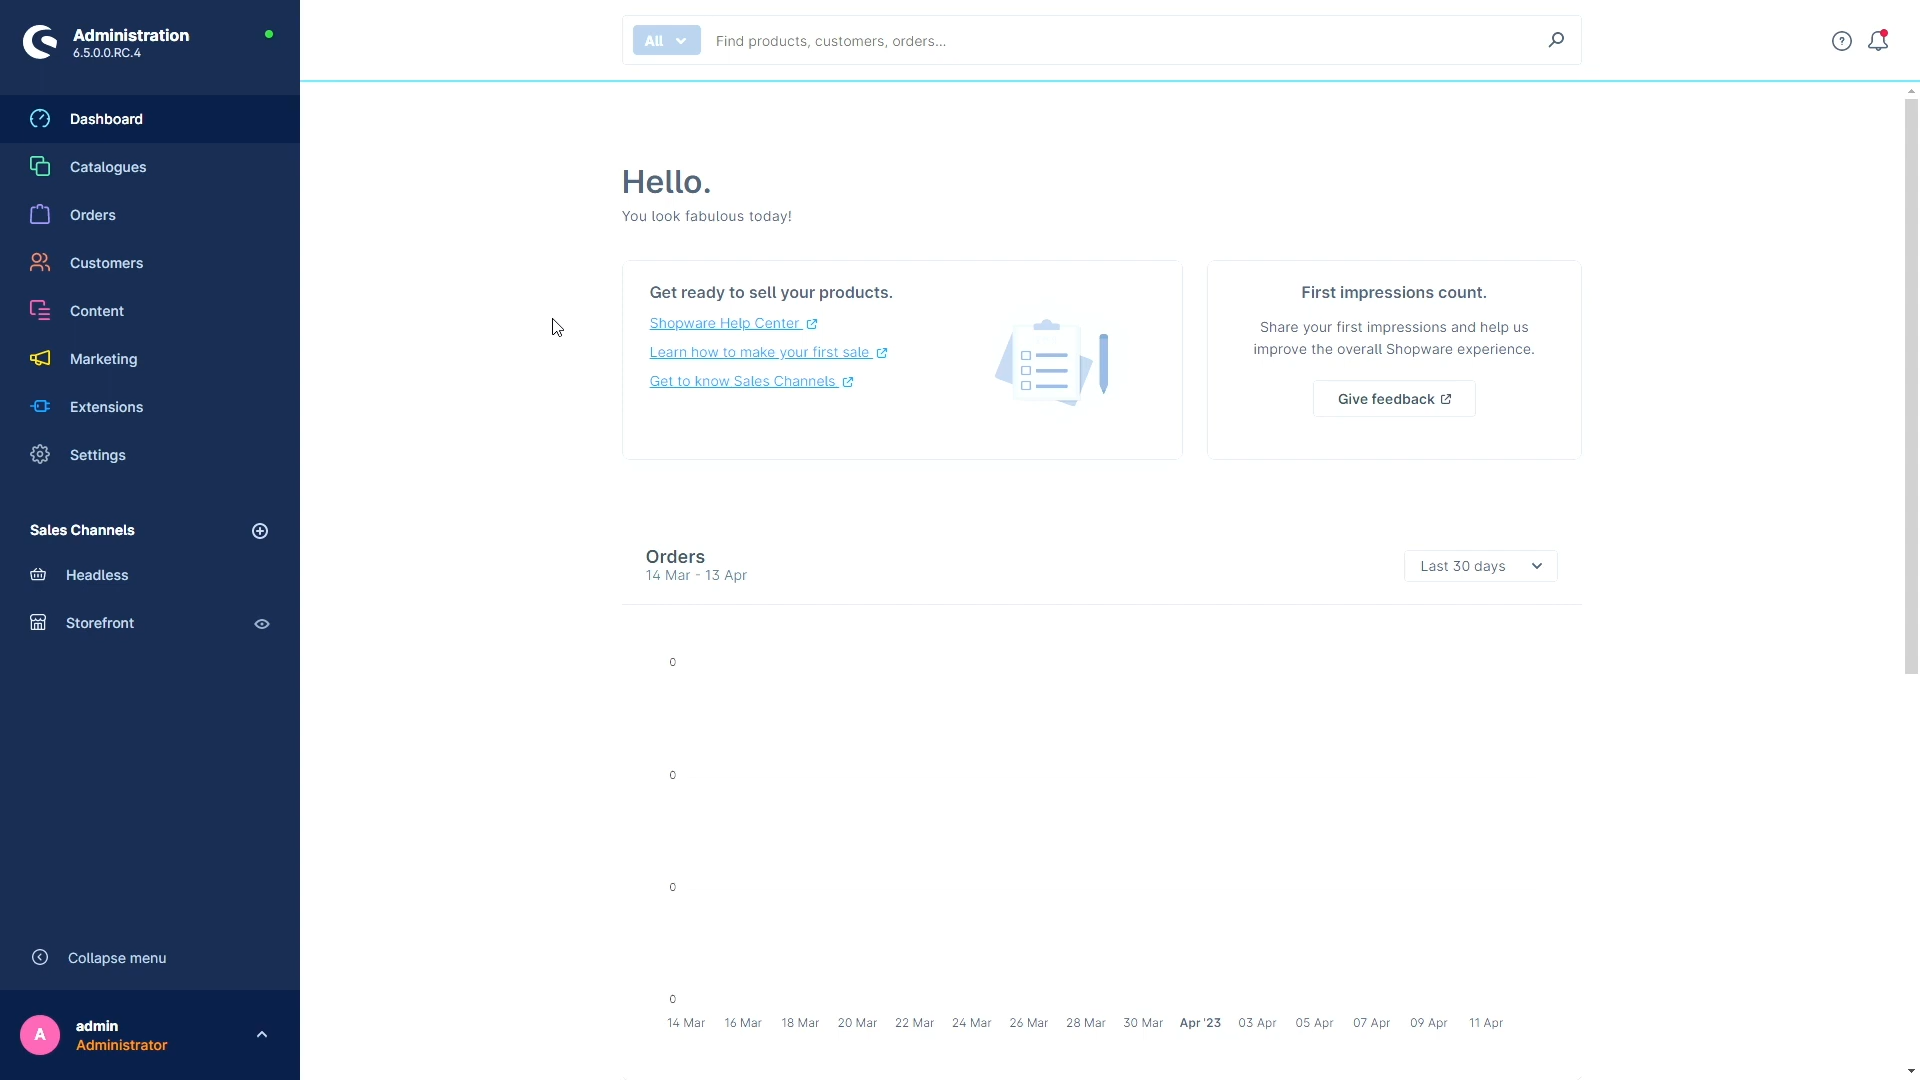 Administration
6.5.0.0.RC.4
All
Find products, customers, orders...
Dashboard
Catalogues
Orders
Customers
Content
Marketing
Extensions
Settings
Sales Channels
Headless
Storefront
Collapse menu
A
admin
Administrator
Hello.
You look fabulous today!
Get ready to sell your products.
Shopware Help Center
Learn how to make your first sale
Get to know Sales Channels
First impressions count.
Share your first impressions and help us
improve the overall Shopware experience.
Give feedback
Orders
14 Mar - 13 Apr
Last 30 days
0
0
0
0
14 Mar 16 Mar 18 Mar 20 Mar 22 Mar 24 Mar 26 Mar 28 Mar 30 Mar Apr '23 03 Apr 05 Apr 07 Apr 09 Apr 11 Apr